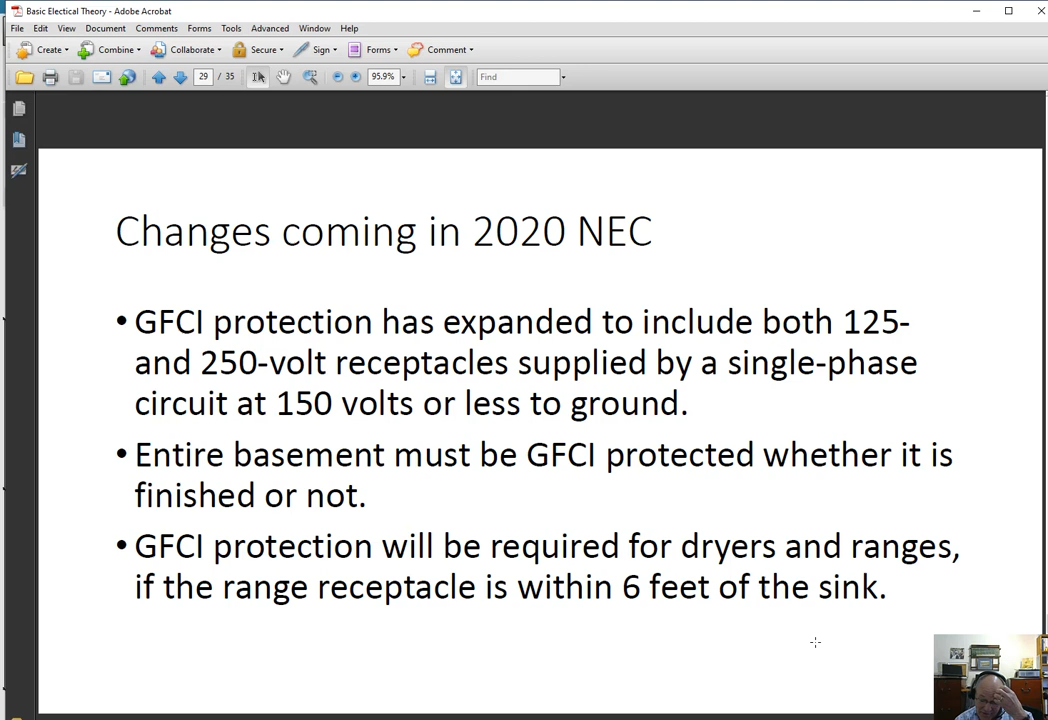 Basic Electical Theory - Adobe Acrobat
File Edit View Document Comments Forms Tools Advanced Window Help
Create Combine Collaborate Secure Sign Forms Comment
29 / 35 95.9% Find
Changes coming in 2020 NEC
• GFCI protection has expanded to include both 125-
and 250-volt receptacles supplied by a single-phase
circuit at 150 volts or less to ground.
• Entire basement must be GFCI protected whether it is
finished or not.
• GFCI protection will be required for dryers and ranges,
if the range receptacle is within 6 feet of the sink.